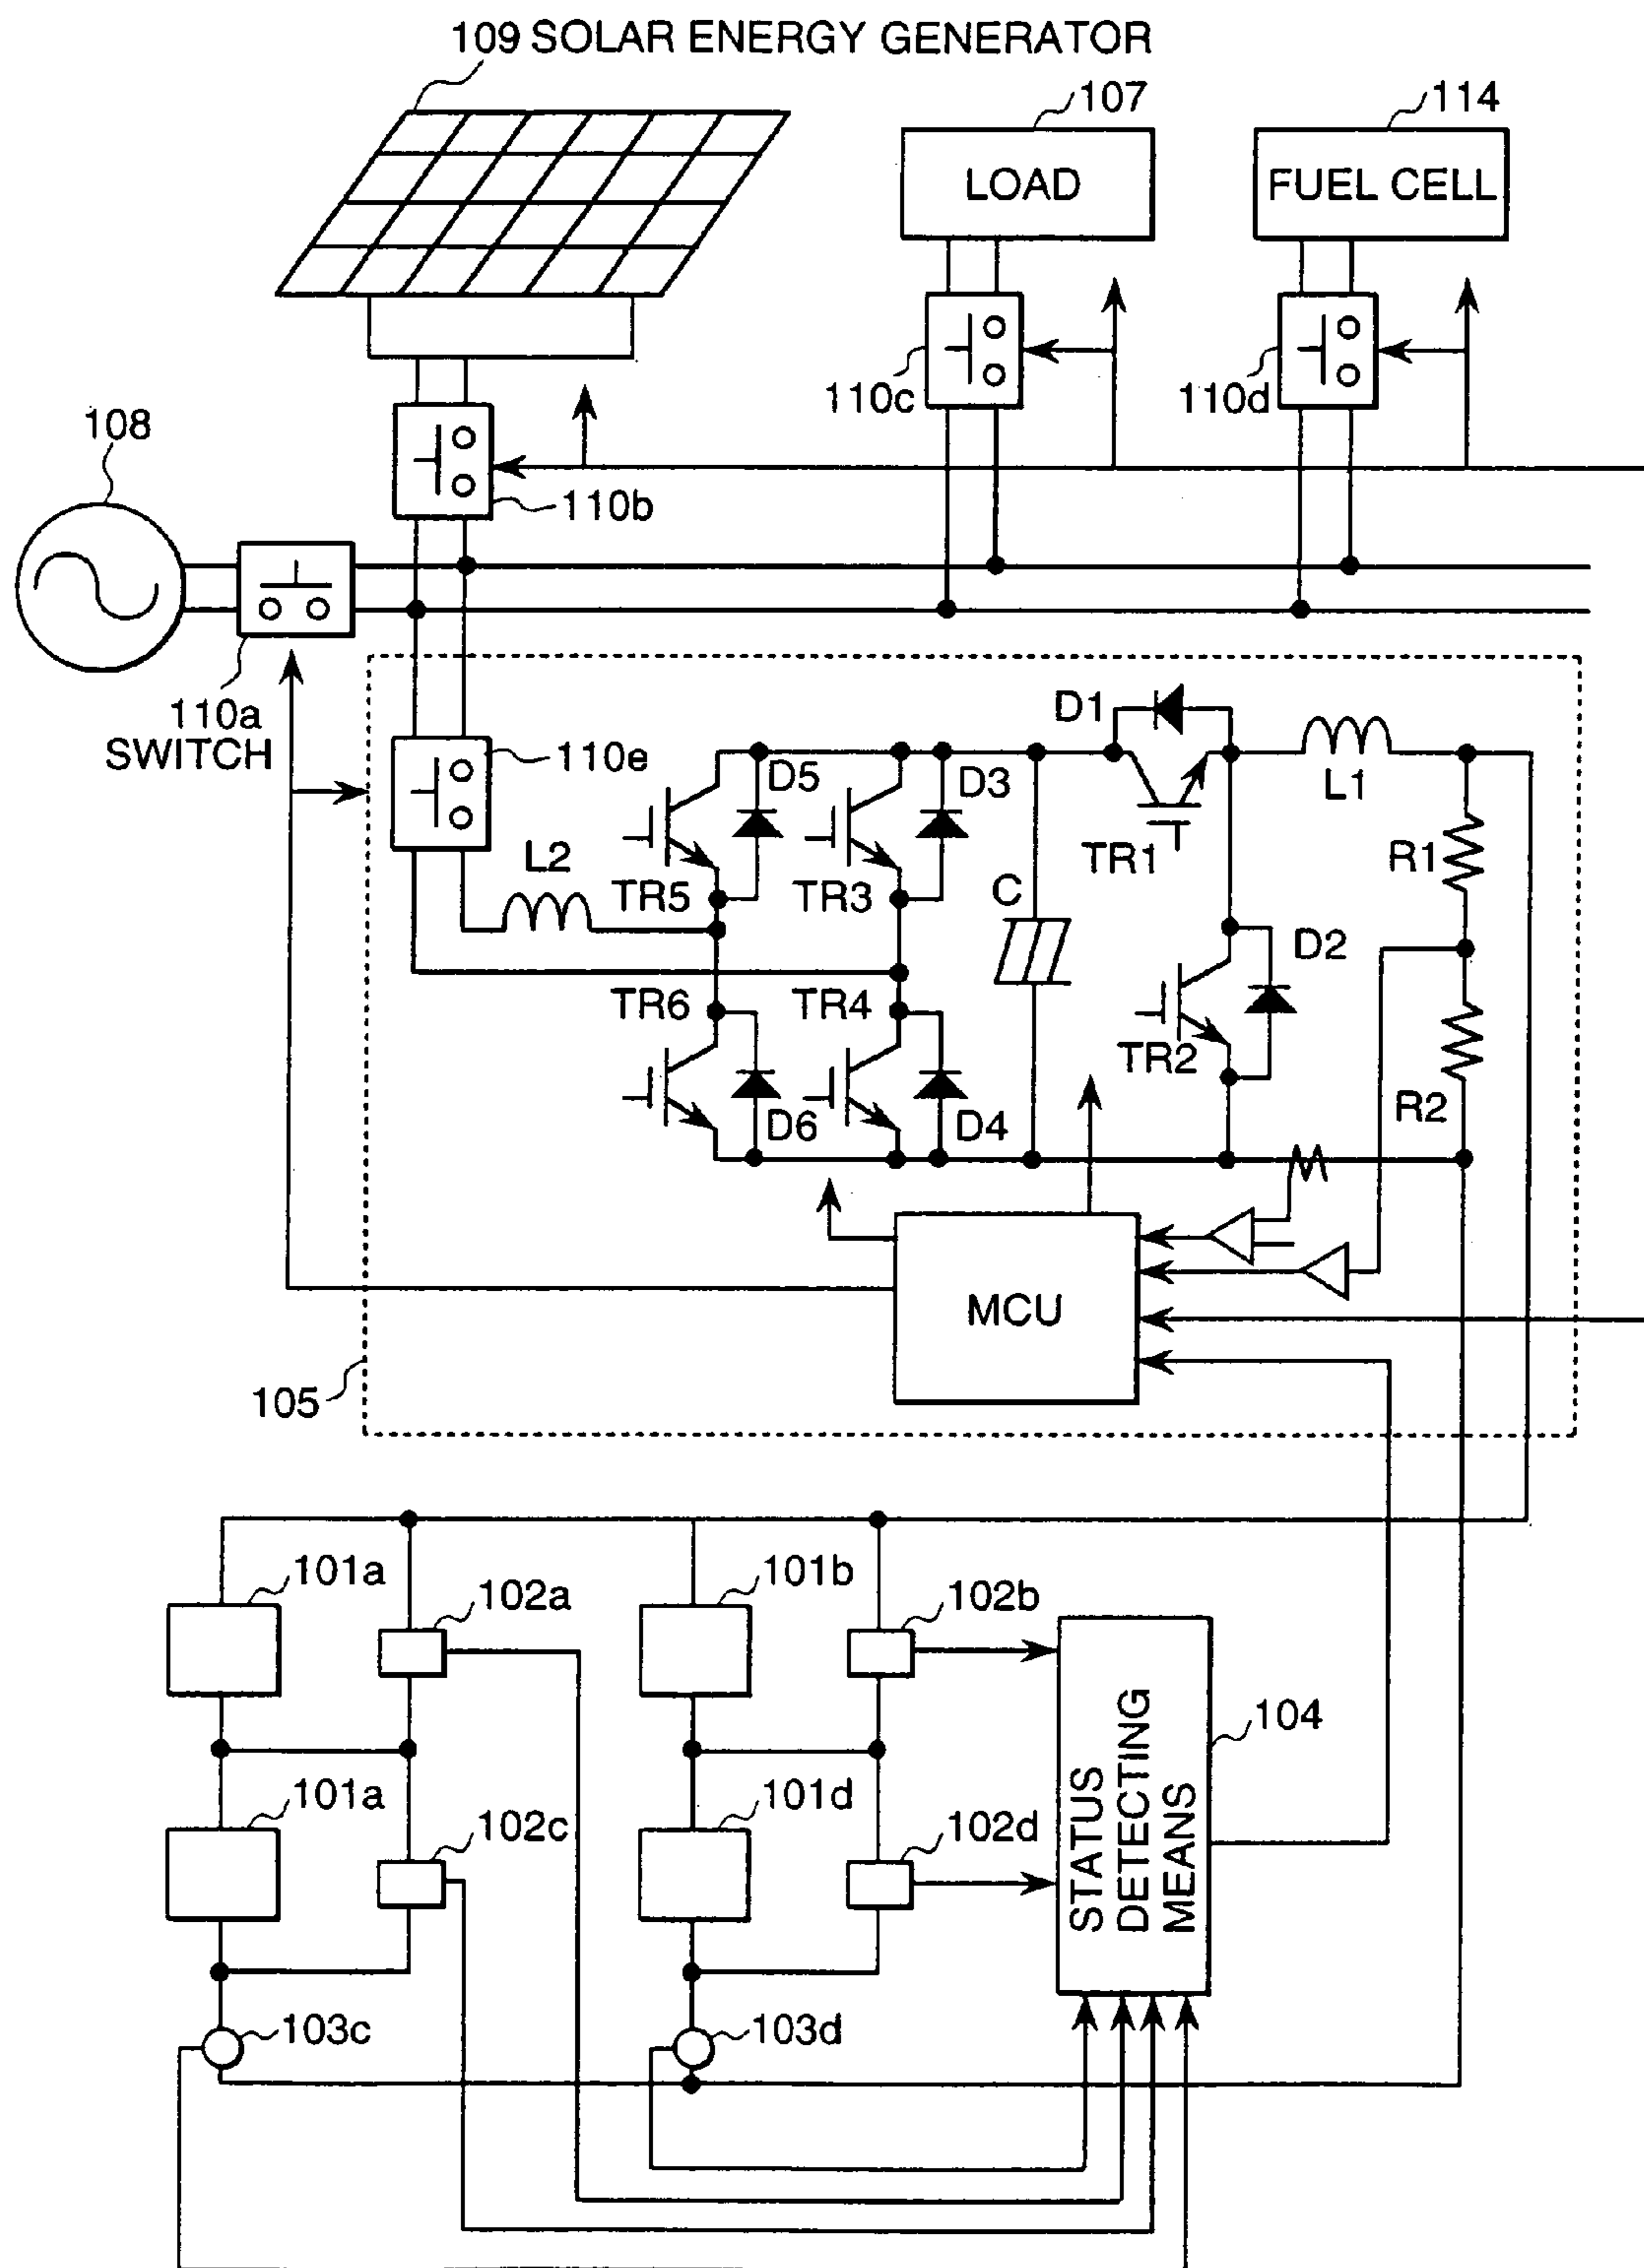 109 SOLAR ENERGY GENERATOR
107
114
LOAD
FUEL CELL
110c
110d
108
110b
110a
SWITCH
110e
D1
D5
D3
L1
L2
TR1
R1
TR5
TR3
C
D2
TR6
TR4
TR2
R2
D6
D4
MCU
105
101a
102a
101b
102b
104
STATUS
DETECTING
MEANS
101a
102c
101d
102d
103c
103d